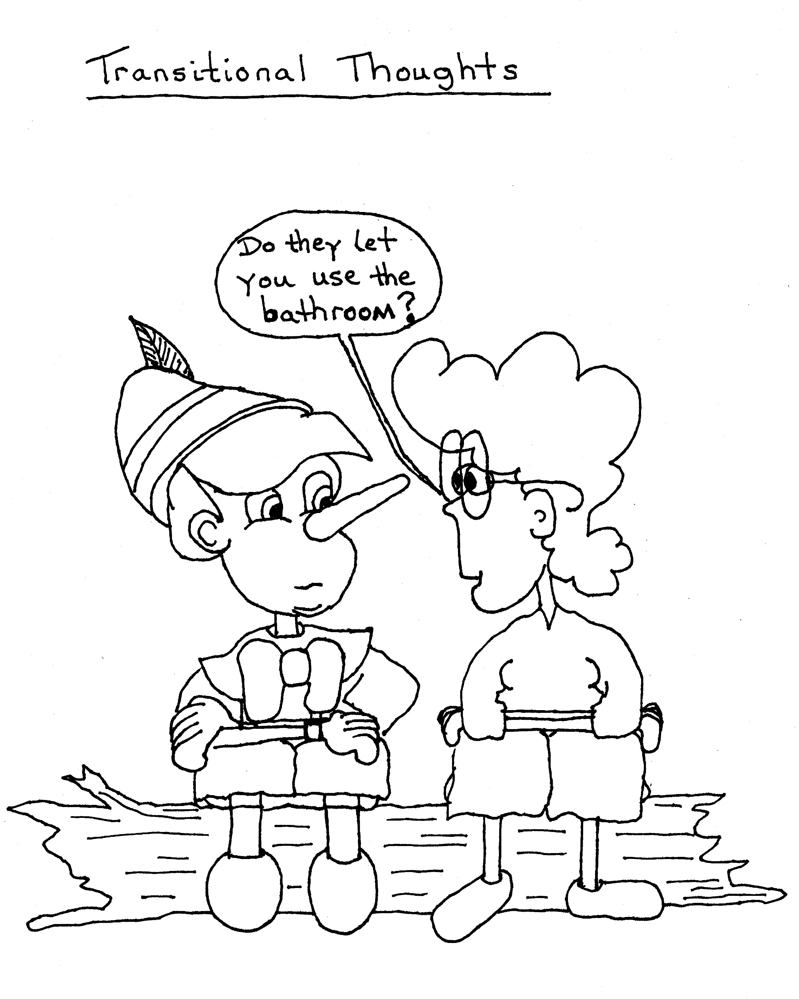 Transitional Thoughts
Do they let
you use the
bathroom?